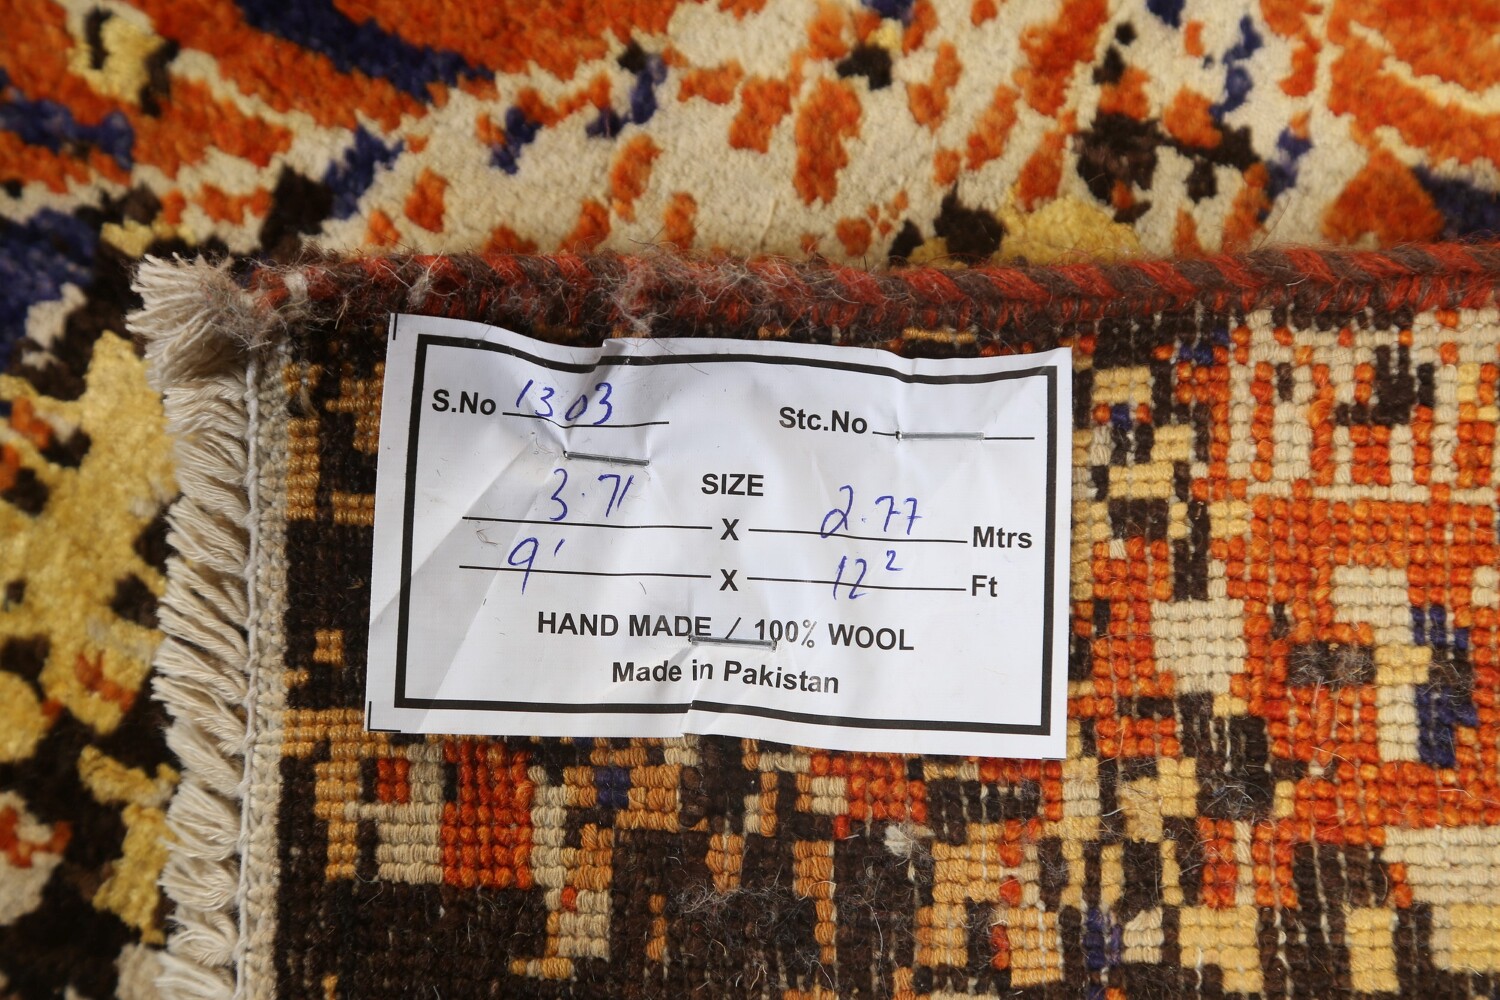 S.No 1303 Stc.No
SIZE
3.71 X 2.77 Mtrs
9' X 12² Ft
HAND MADE / 100% WOOL
Made in Pakistan